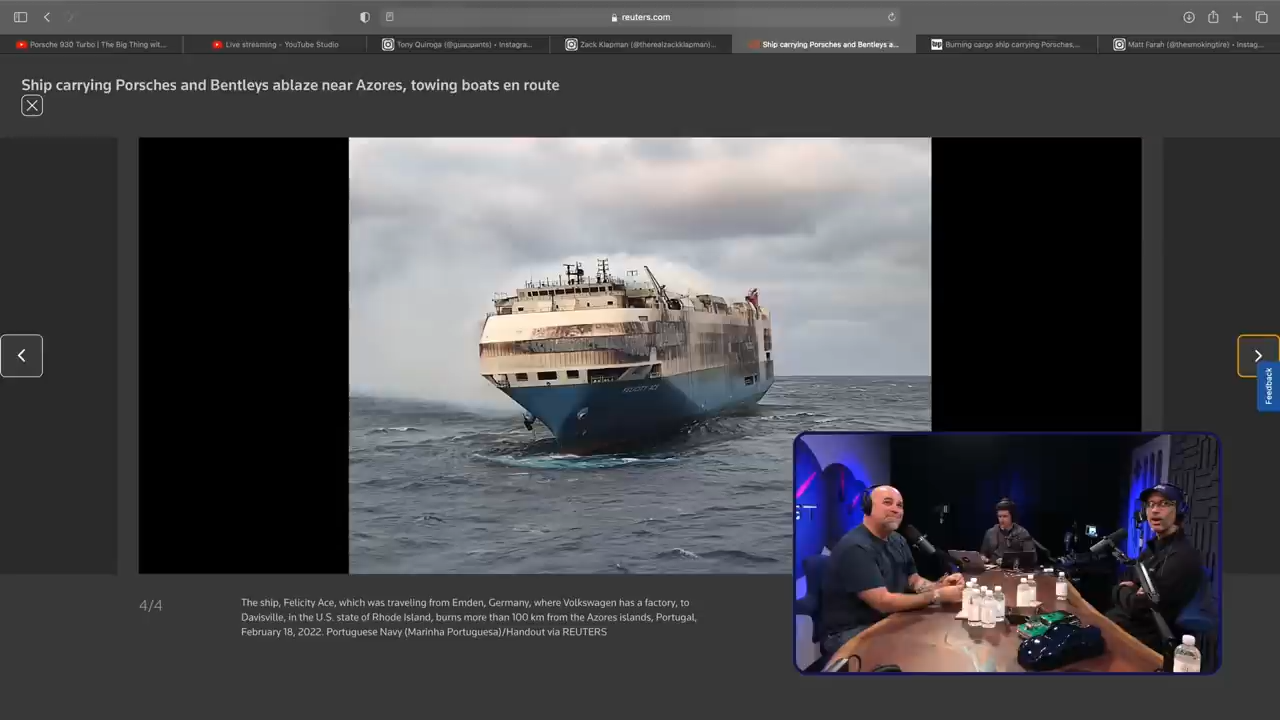 reuters.com
Porsche 930 Turbo | The Big Thing wit...
Live streaming - YouTube Studio
Tony Quiroga (@guaucpants) • Instagra...
Zack Klapman (@therealzackklapman)...
Ship carrying Porsches and Bentleys a...
Burning cargo ship carrying Porsches,...
Matt Farah (@thesmokingtire) • Instag...
Ship carrying Porsches and Bentleys ablaze near Azores, towing boats en route
FELICITY ACE
Feedback
4/4
The ship, Felicity Ace, which was traveling from Emden, Germany, where Volkswagen has a factory, to
Davisville, in the U.S. state of Rhode Island, burns more than 100 km from the Azores islands, Portugal,
February 18, 2022. Portuguese Navy (Marinha Portuguesa)/Handout via REUTERS